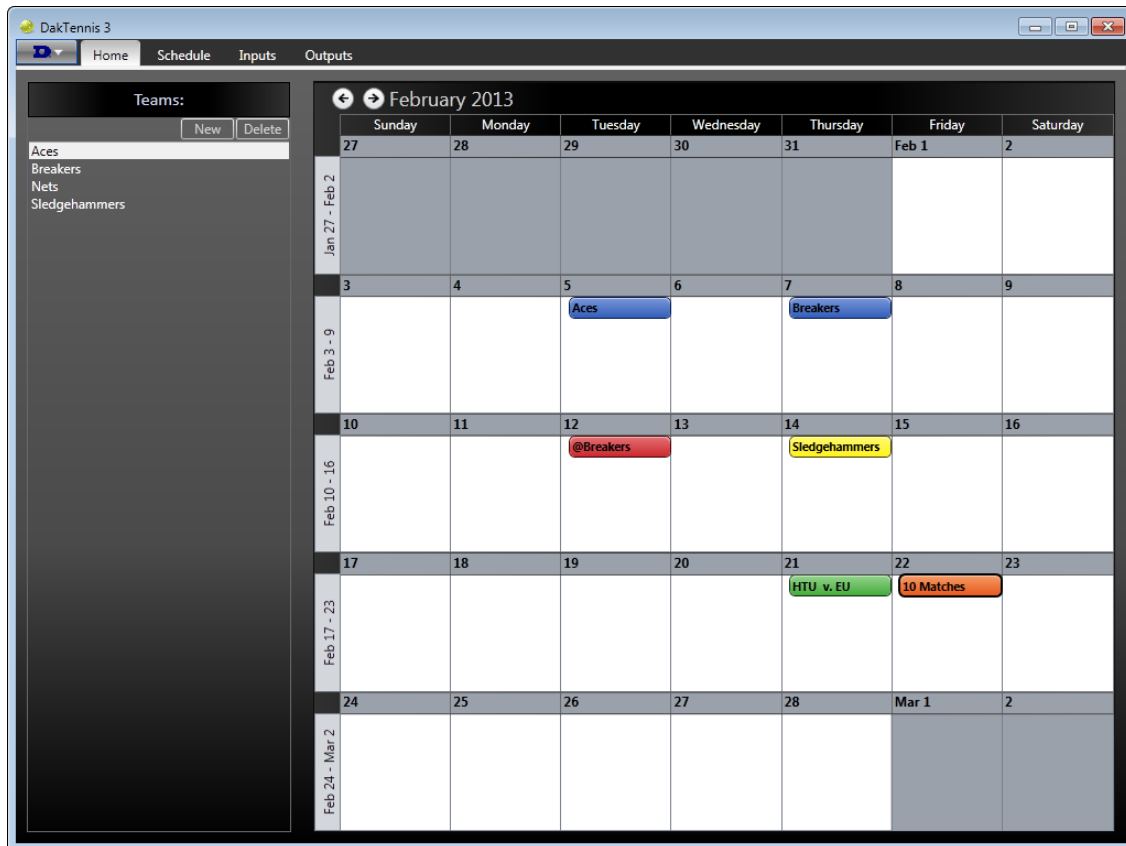 DakTennis 3
D Home Schedule Inputs Outputs
Teams:
New Delete
Aces
Breakers
Nets
Sledgehammers
February 2013
Sunday Monday Tuesday Wednesday Thursday Friday Saturday
27 28 29 30 31 Feb 1 2
Jan 27 - Feb 2
3 4 5 6 7 8 9
Aces Breakers
Feb 3 - 9
10 11 12 13 14 15 16
@Breakers Sledgehammers
Feb 10 - 16
17 18 19 20 21 22 23
HTU v. EU 10 Matches
Feb 17 - 23
24 25 26 27 28 Mar 1 2
Feb 24 - Mar 2